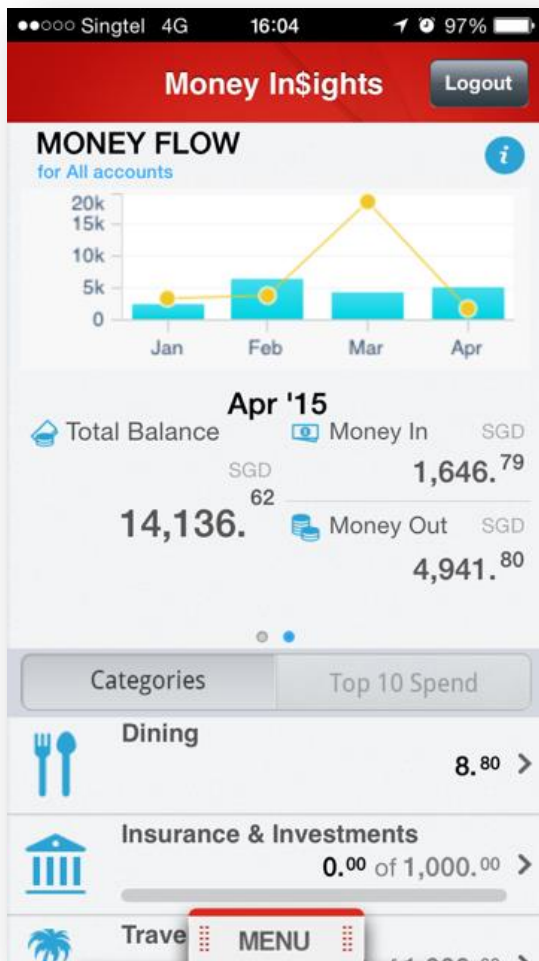 Singtel 4G 16:04 97%
Money In$ights
Logout
MONEY FLOW
for All accounts
i
20k
15k
10k
5k
0
Jan Feb Mar Apr
Apr '15
Total Balance
SGD
14,136.62
Money In SGD
1,646.79
Money Out SGD
4,941.80
Categories
Top 10 Spend
Dining
8.80
Insurance & Investments
0.00 of 1,000.00
Trave
MENU